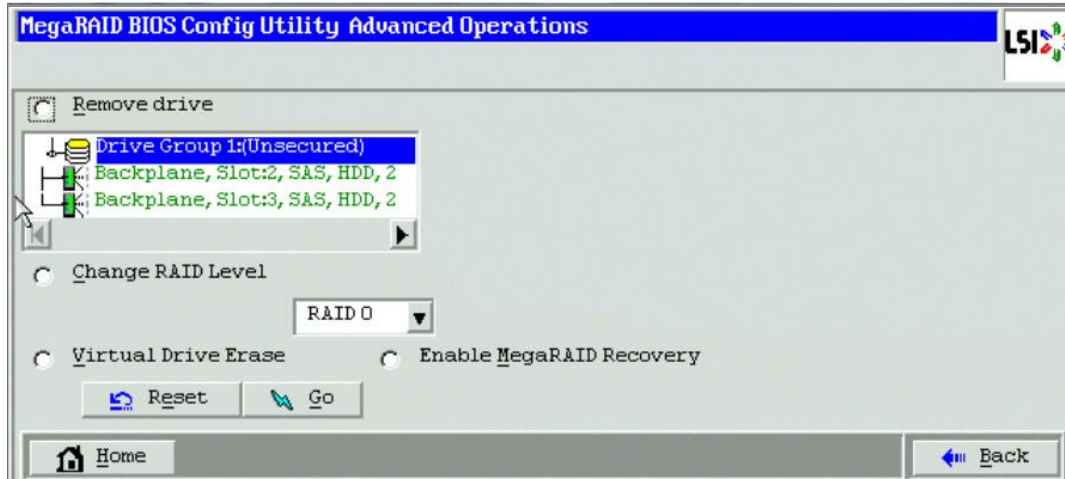 MegaRAID BIOS Config Utility Advanced Operations
LSI
Remove drive
Drive Group 1:(Unsecured)
Backplane, Slot:2, SAS, HDD, 2
Backplane, Slot:3, SAS, HDD, 2
Change RAID Level
RAID 0
Virtual Drive Erase
Enable MegaRAID Recovery
Reset
Go
Home
Back